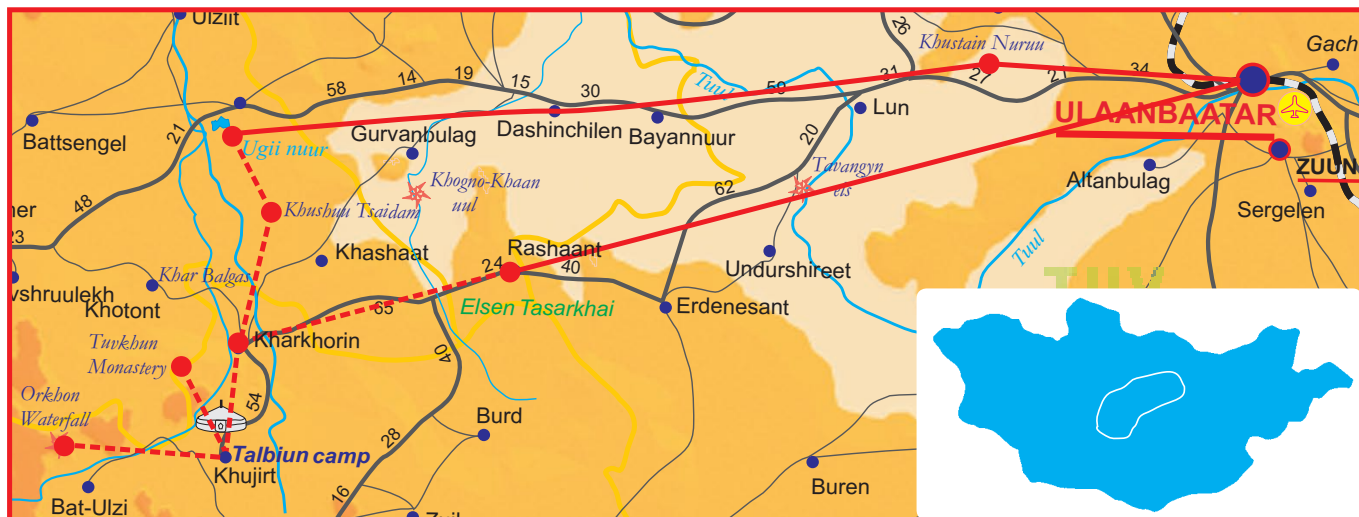 Ulziit
26
Khustain Nuruu
Gach
58
14
19
15
30
Tuul
59
31
27
21
34
21
Battsengel
Gurvanbulag
Dashinchilen
Bayannuur
Lun
ULAANBAATAR
Ugii nuur
20
ZUUN
48
Khogno-Khaan
uul
62
Tavangyn
els
Altanbulag
ner
Khushuu Tsaidam
Sergelen
23
Khashaat
Rashaant
Tuul
Khar Balgas
24
40
Undurshireet
TUV
vshruulekh
Khotont
65
Elsen Tasarkhai
Erdenesant
Kharkhorin
Tuvkhun
Monastery
40
Orkhon
Waterfall
54
Burd
28
Talbiun camp
Khujirt
Buren
Bat-Ulzi
16